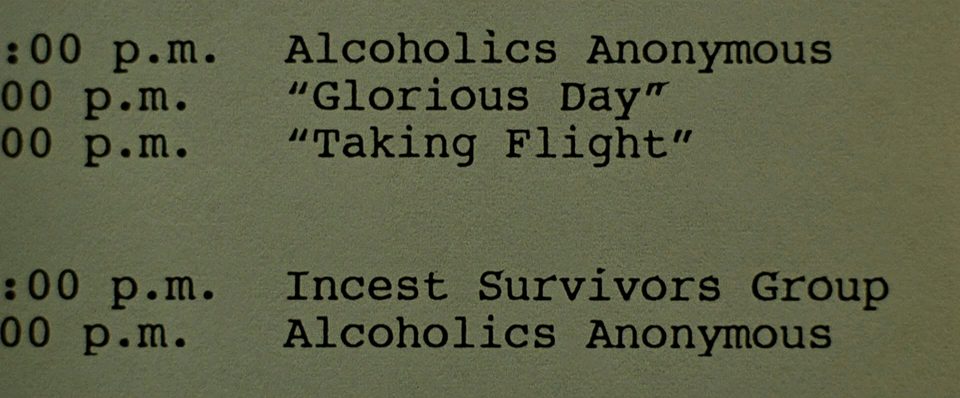 :00 p.m. Alcoholics Anonymous
00 p.m. “Glorious Day”
00 p.m. “Taking Flight”
:00 p.m. Incest Survivors Group
00 p.m. Alcoholics Anonymous